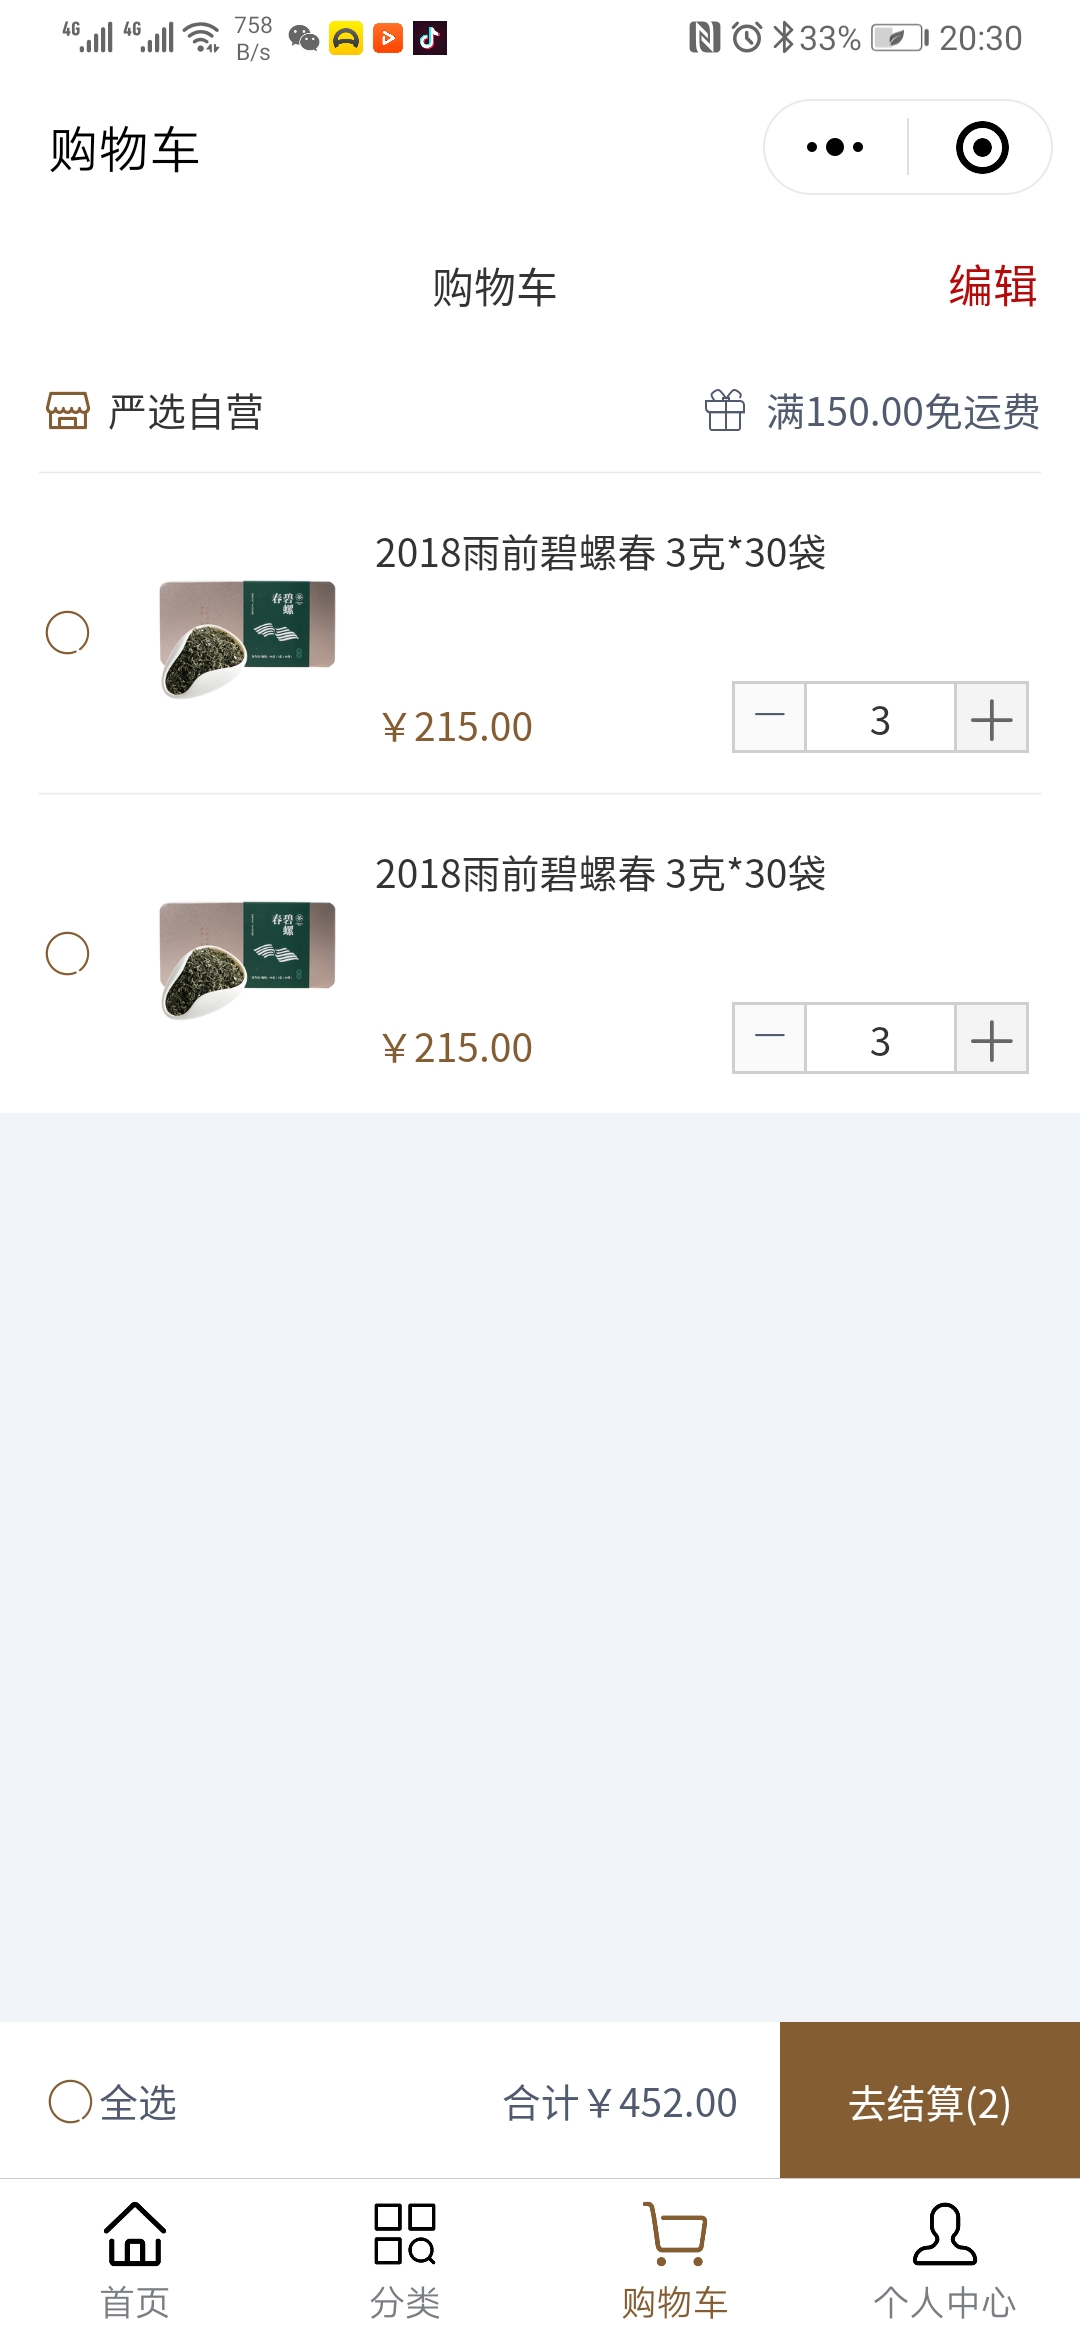 4G 4G 758 B/s 33% 20:30
购物车
购物车 编辑
严选自营 满150.00免运费
2018雨前碧螺春 3克*30袋
碧螺春
￥215.00 3
2018雨前碧螺春 3克*30袋
碧螺春
￥215.00 3
全选 合计￥452.00 去结算(2)
首页 分类 购物车 个人中心